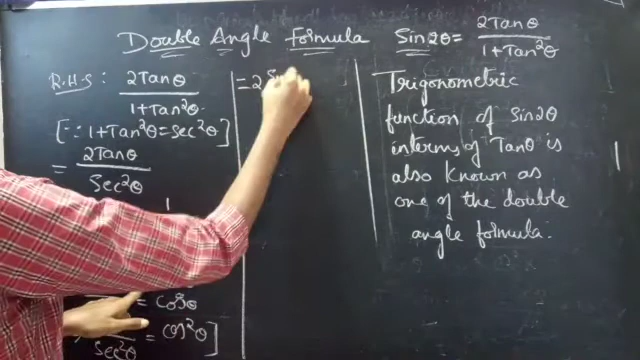 Double Angle Formula Sin2θ = 2Tanθ / 1+Tan²θ
R.H.S : 2Tanθ / 1+Tan²θ
[∵ 1+Tan²θ = sec²θ]
= 2Tanθ / Sec²θ
1
= cosθ
sec²θ = cos²θ ]
= 2
Trigonometric
function of Sin2θ
interms of Tanθ is
also known as
one of the double
angle formula.